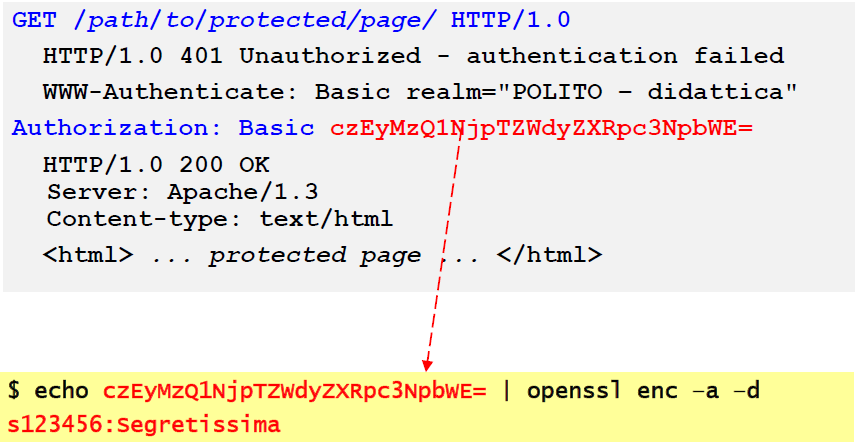 GET /path/to/protected/page/ HTTP/1.0
HTTP/1.0 401 Unauthorized - authentication failed
WWW-Authenticate: Basic realm="POLITO – didattica"
Authorization: Basic czEyMzQ1NjpTZWdyZXRpc3NpbWE=
HTTP/1.0 200 OK
Server: Apache/1.3
Content-type: text/html
<html> ... protected page ... </html>
$ echo czEyMzQ1NjpTZWdyZXRpc3NpbWE= | openssl enc –a –d
s123456:Segretissima